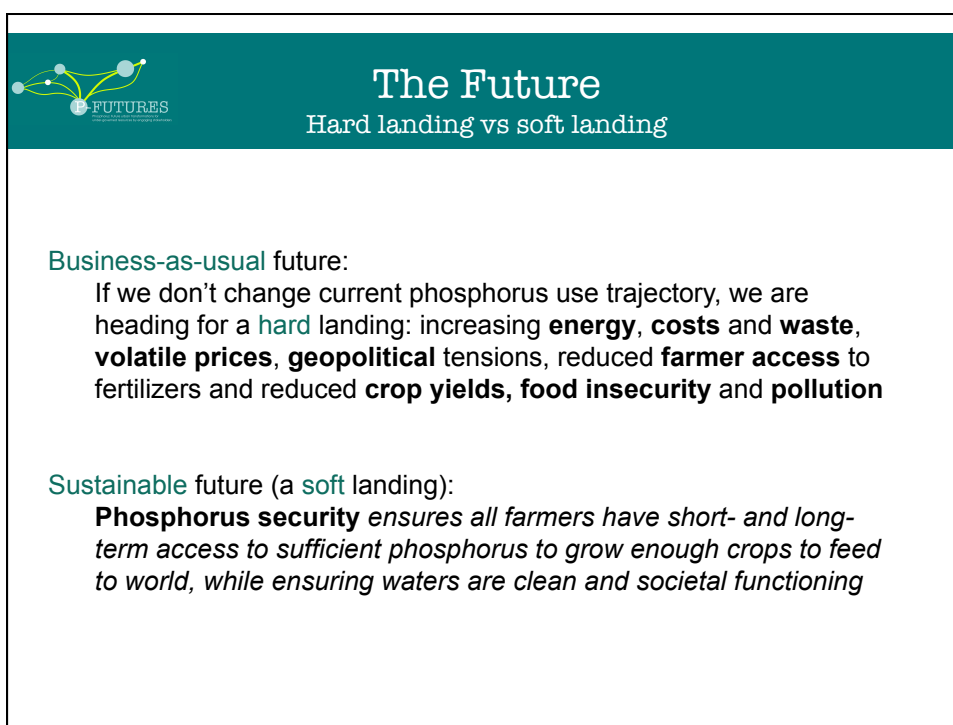 The Future
Hard landing vs soft landing
P-FUTURES
Business-as-usual future:
If we don’t change current phosphorus use trajectory, we are
heading for a hard landing: increasing energy, costs and waste,
volatile prices, geopolitical tensions, reduced farmer access to
fertilizers and reduced crop yields, food insecurity and pollution
Sustainable future (a soft landing):
Phosphorus security ensures all farmers have short- and long-
term access to sufficient phosphorus to grow enough crops to feed
to world, while ensuring waters are clean and societal functioning